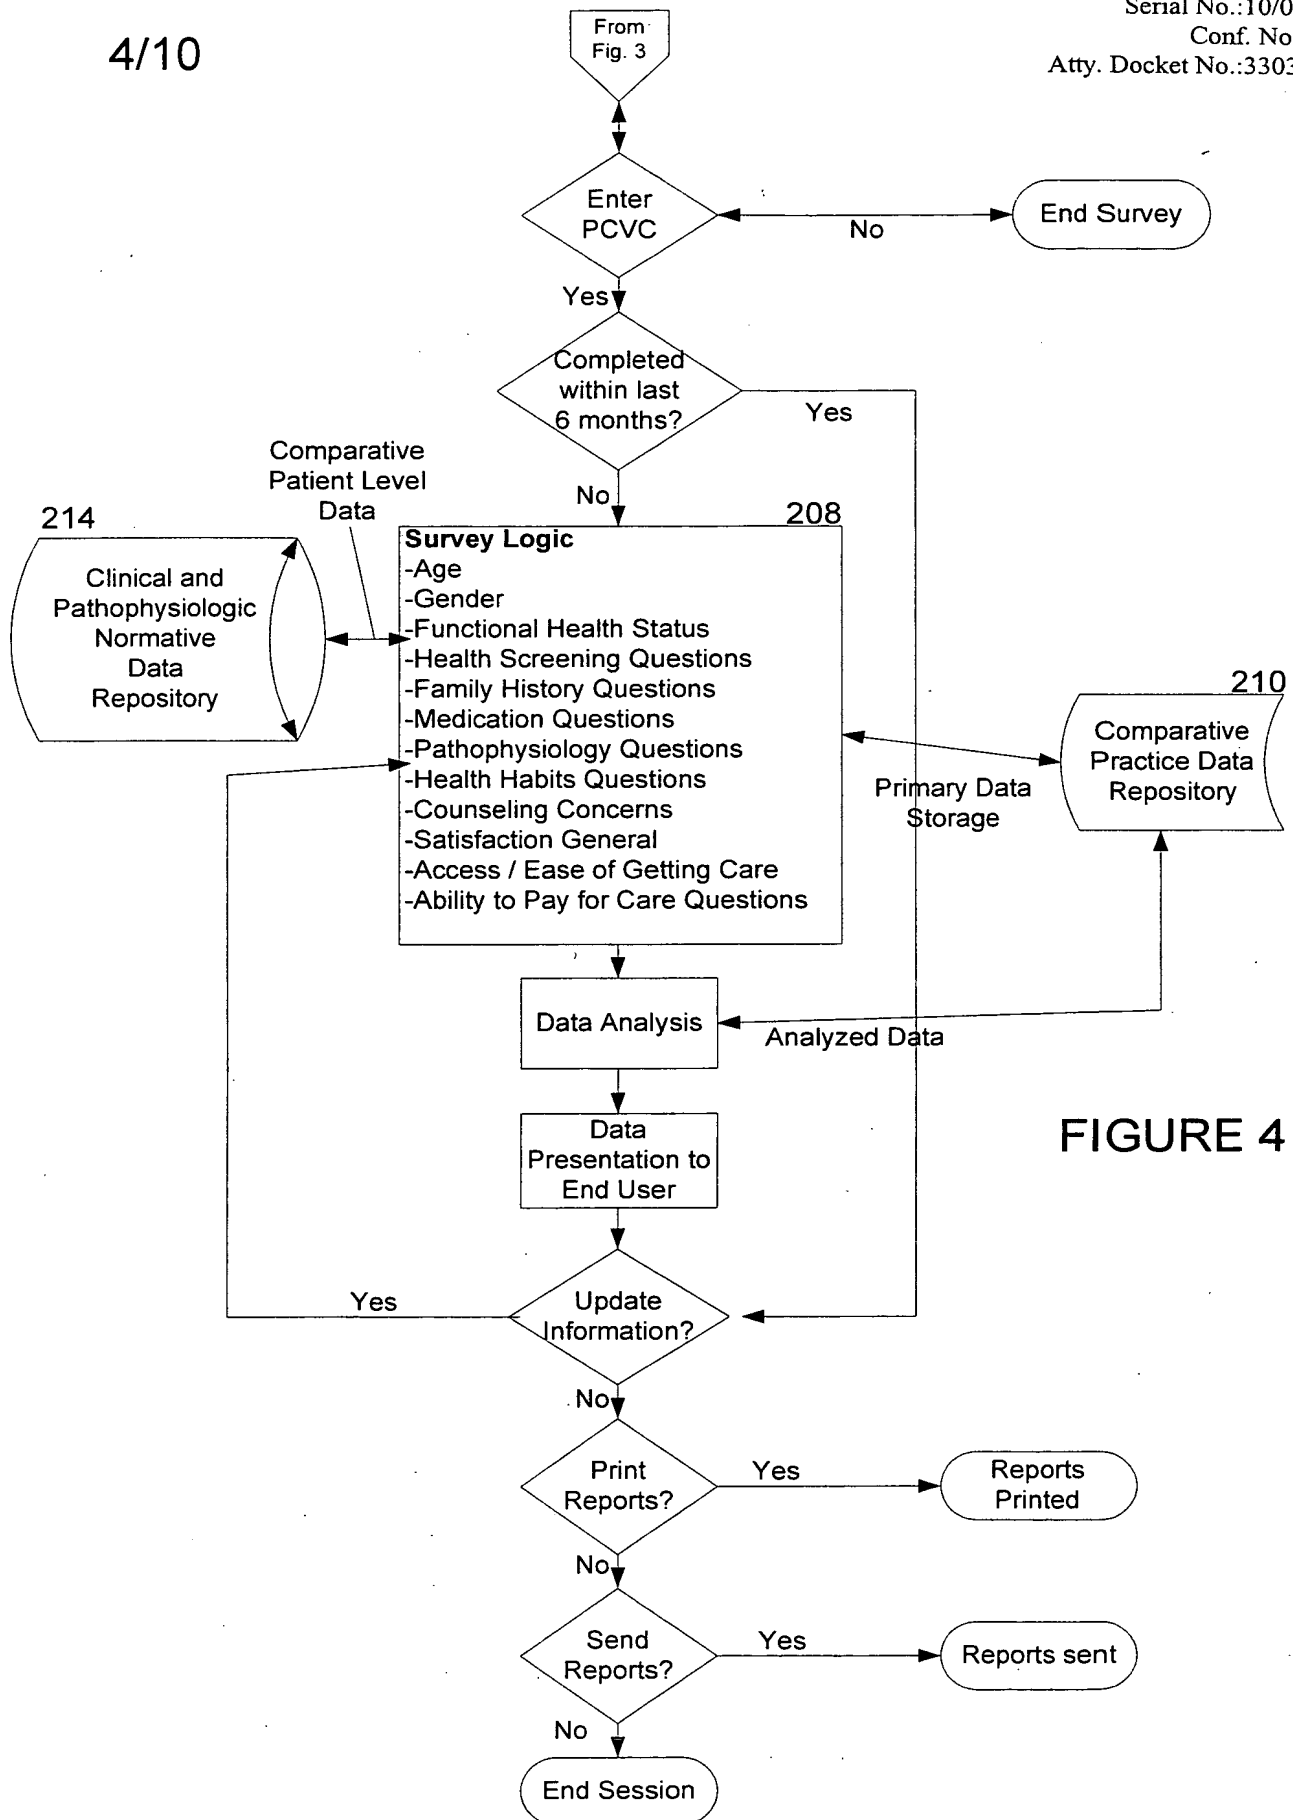 4/10
From
Fig. 3
Serial No.:10/0
Conf. No
Atty. Docket No.:3303
Enter
PCVC
No
End Survey
Yes
Completed
within last
6 months?
Yes
No
Comparative
Patient Level
Data
214
Clinical and
Pathophysiologic
Normative
Data
Repository
208
Survey Logic
-Age
-Gender
-Functional Health Status
-Health Screening Questions
-Family History Questions
-Medication Questions
-Pathophysiology Questions
-Health Habits Questions
-Counseling Concerns
-Satisfaction General
-Access / Ease of Getting Care
-Ability to Pay for Care Questions
210
Comparative
Practice Data
Repository
Primary Data
Storage
Data Analysis
Analyzed Data
Data
Presentation to
End User
FIGURE 4
Update
Information?
Yes
No
Print
Reports?
Yes
Reports
Printed
No
Send
Reports?
Yes
Reports sent
No
End Session